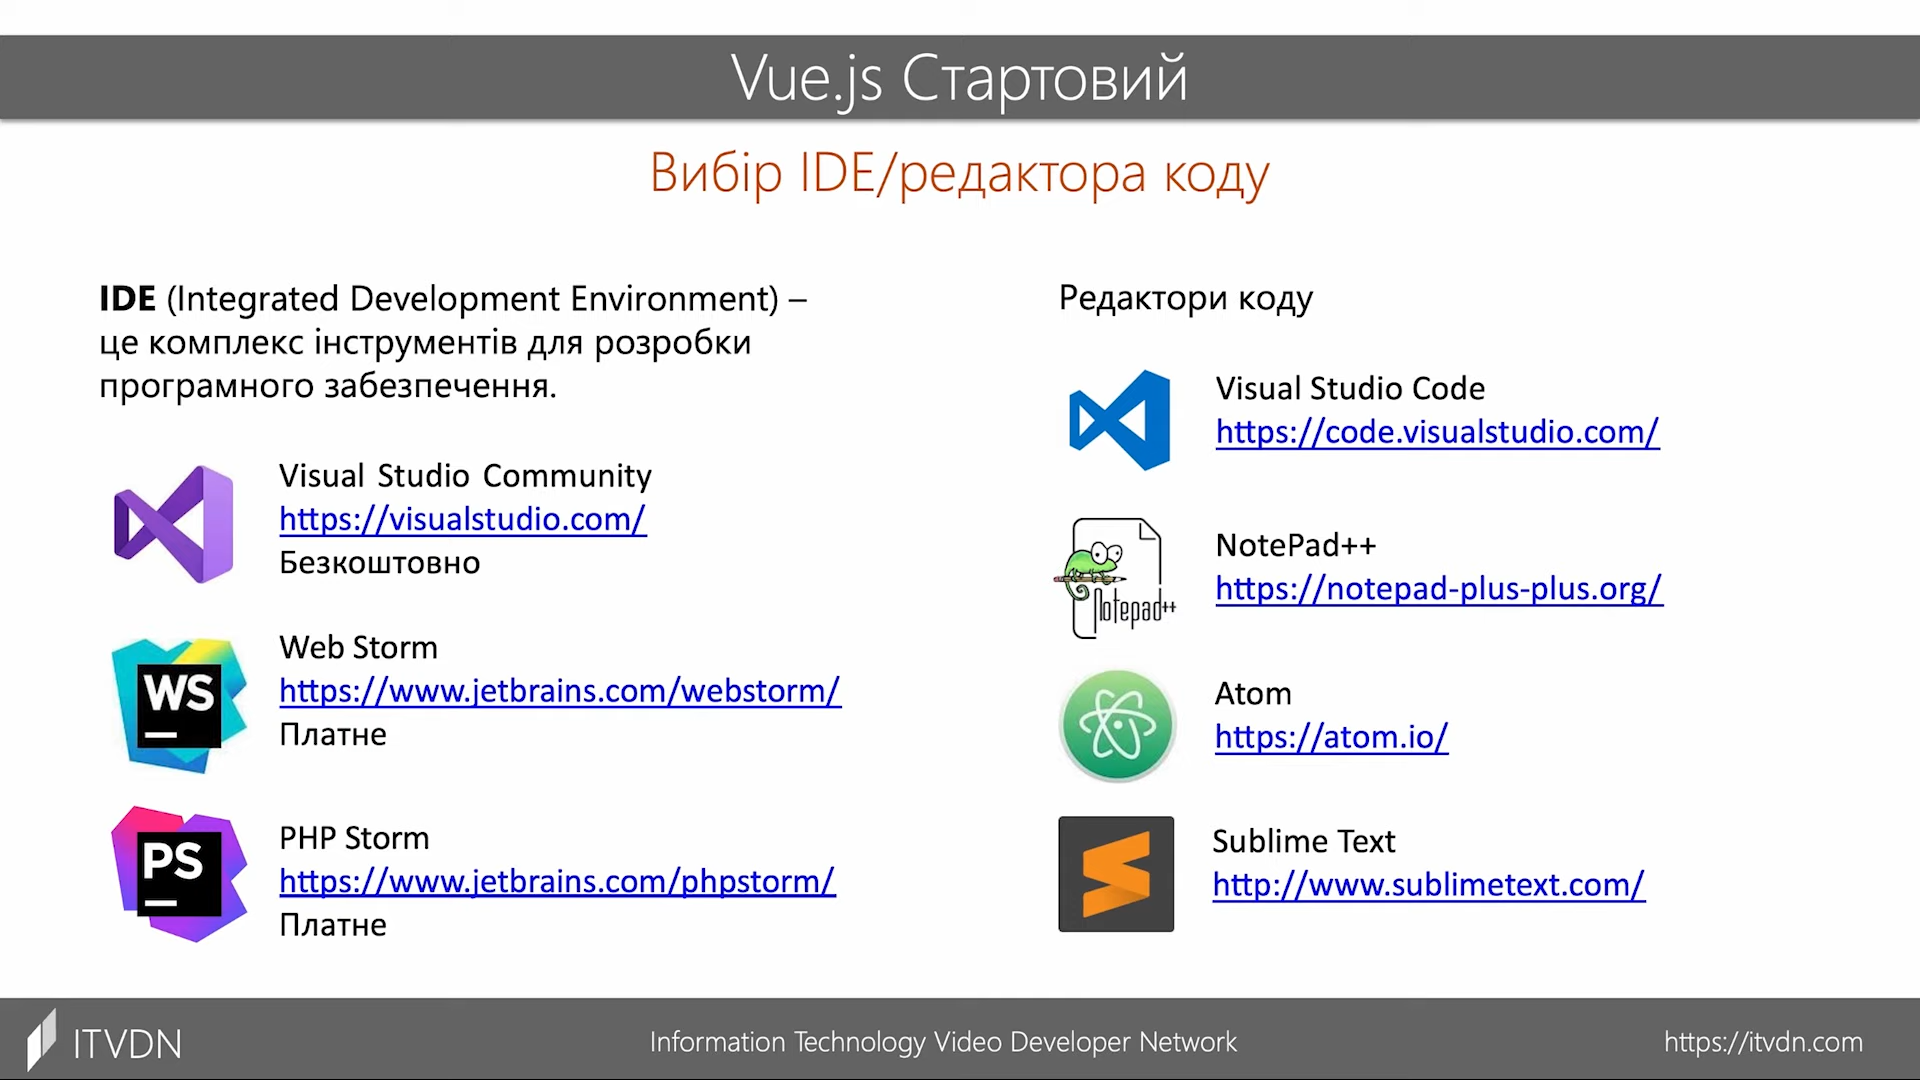 Vue.js Стартовий
Вибір IDE/редактора коду
IDE (Integrated Development Environment) –
це комплекс інструментів для розробки
програмного забезпечення.
Visual Studio Community
https://visualstudio.com/
Безкоштовно
WS
Web Storm
https://www.jetbrains.com/webstorm/
Платне
PS
PHP Storm
https://www.jetbrains.com/phpstorm/
Платне
Редактори коду
Visual Studio Code
https://code.visualstudio.com/
Notepad++
NotePad++
https://notepad-plus-plus.org/
Atom
https://atom.io/
Sublime Text
http://www.sublimetext.com/
ITVDN
Information Technology Video Developer Network
https://itvdn.com